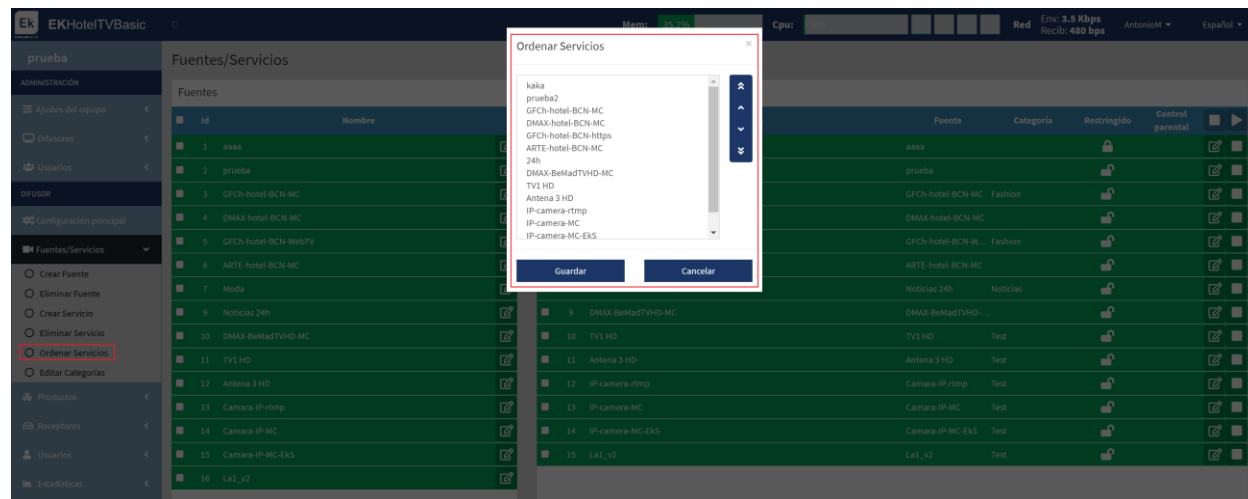 Ek EKHotelTVBasic
Mem: 35.2%
Cpu:
Red
Env: 3.5 Kbps
Recib: 480 bps
AntonioM
Español
prueba
ADMINISTRACIÓN
Ajustes del equipo
Difusores
Usuarios
DIFUSOR
Configuración principal
Fuentes/Servicios
Crear Fuente
Eliminar Fuente
Crear Servicio
Eliminar Servicio
Ordenar Servicios
Editar Categorías
Productos
Receptores
Usuarios
Estadísticas
Fuentes/Servicios
Fuentes
Id Nombre
1 aaaa
2 prueba
3 GFCh-hotel-BCN-MC
4 DMAX-hotel-BCN-MC
5 GFCh-hotel-BCN-WebTV
6 ARTE-hotel-BCN-MC
7 Moda
9 Noticias 24h
10 DMAX-BeMadTVHD-MC
11 TV1 HD
12 Antena 3 HD
13 Camara-IP-rtmp
14 Camara-IP-MC
15 Camara-IP-MC-EkS
16 La1_v2
Ordenar Servicios ×
kaka
prueba2
GFCh-hotel-BCN-MC
DMAX-hotel-BCN-MC
GFCh-hotel-BCN-https
ARTE-hotel-BCN-MC
24h
DMAX-BeMadTVHD-MC
TV1 HD
Antena 3 HD
IP-camera-rtmp
IP-camera-MC
IP-camera-MC-EkS
Guardar Cancelar
Fuente Categoría Restringido Control parental
aaaa
prueba
GFCh-hotel-BCN-MC Fashion
DMAX-hotel-BCN-MC
GFCh-hotel-BCN-W... Fashion
ARTE-hotel-BCN-MC
Noticias 24h Noticias
9 DMAX-BeMadTVHD-MC DMAX-BeMadTVHD-...
10 TV1 HD TV1 HD Test
11 Antena 3 HD Antena 3 HD Test
12 IP-camera-rtmp Camara-IP-rtmp Test
13 IP-camera-MC Camara-IP-MC Test
14 IP-camera-MC-EkS Camara-IP-MC-EkS Test
15 La1_v2 La1_v2 Test